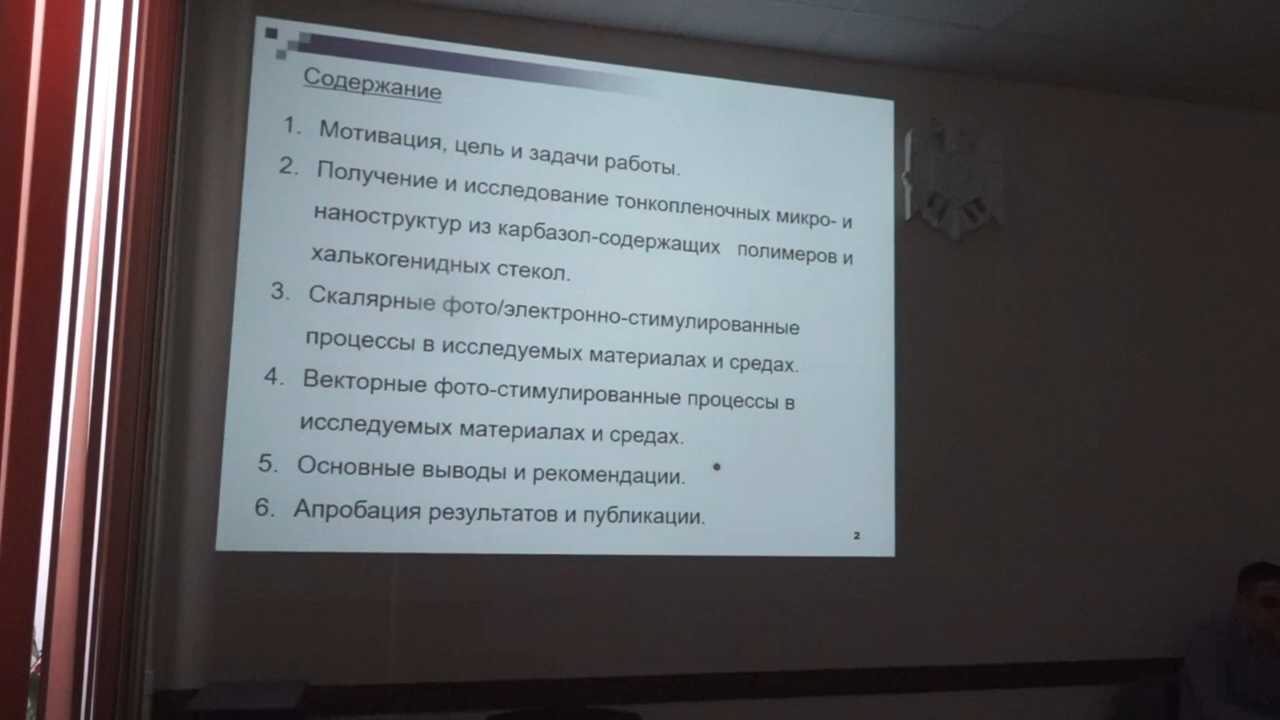 Содержание
1. Мотивация, цель и задачи работы.
2. Получение и исследование тонкопленочных микро- и
наноструктур из карбазол-содержащих полимеров и
халькогенидных стекол.
3. Скалярные фото/электронно-стимулированные
процессы в исследуемых материалах и средах.
4. Векторные фото-стимулированные процессы в
исследуемых материалах и средах.
5. Основные выводы и рекомендации.
6. Апробация результатов и публикации.
2